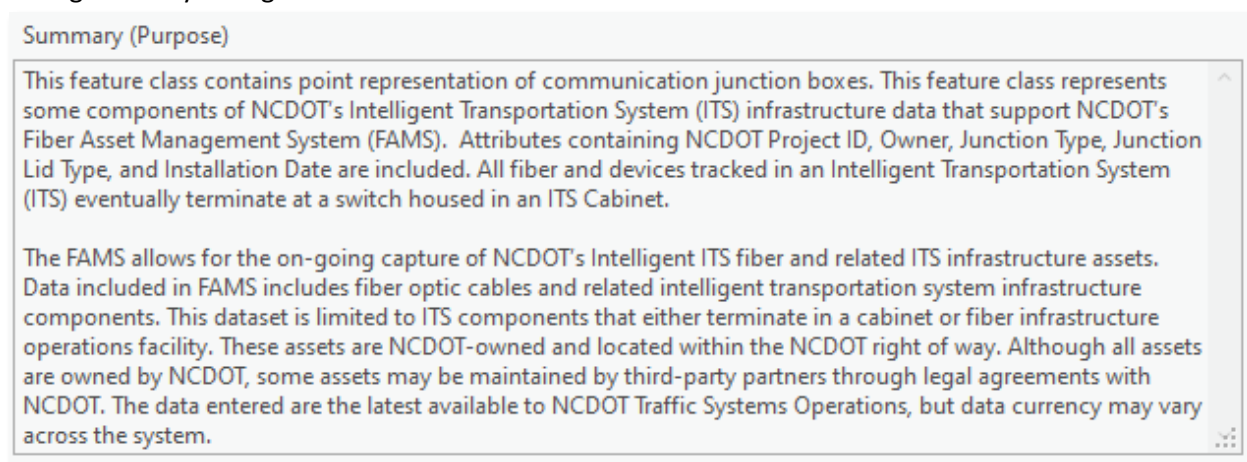 Summary (Purpose)
This feature class contains point representation of communication junction boxes. This feature class represents
some components of NCDOT's Intelligent Transportation System (ITS) infrastructure data that support NCDOT's
Fiber Asset Management System (FAMS).  Attributes containing NCDOT Project ID, Owner, Junction Type, Junction
Lid Type, and Installation Date are included. All fiber and devices tracked in an Intelligent Transportation System
(ITS) eventually terminate at a switch housed in an ITS Cabinet.
The FAMS allows for the on-going capture of NCDOT's Intelligent ITS fiber and related ITS infrastructure assets.
Data included in FAMS includes fiber optic cables and related intelligent transportation system infrastructure
components. This dataset is limited to ITS components that either terminate in a cabinet or fiber infrastructure
operations facility. These assets are NCDOT-owned and located within the NCDOT right of way. Although all assets
are owned by NCDOT, some assets may be maintained by third-party partners through legal agreements with
NCDOT. The data entered are the latest available to NCDOT Traffic Systems Operations, but data currency may vary
across the system.